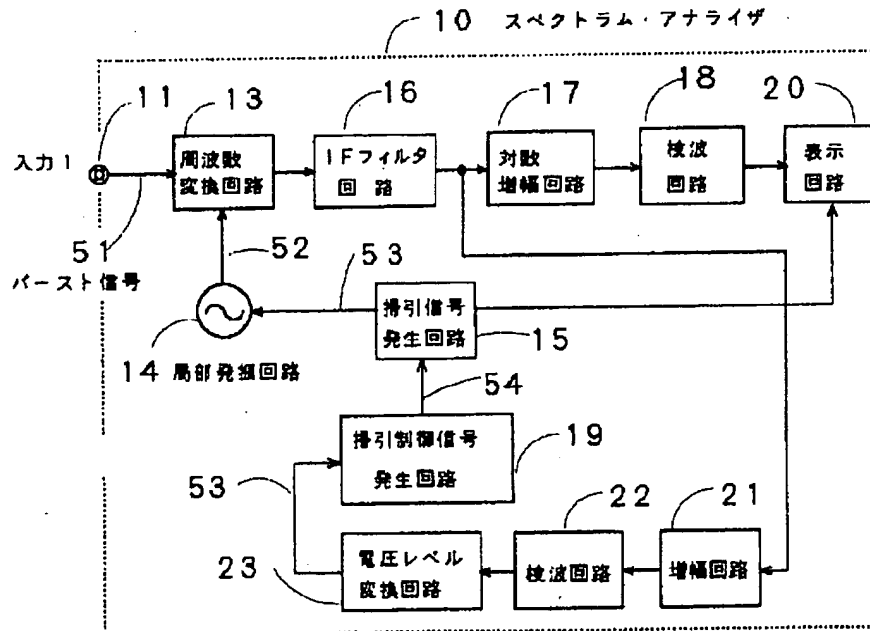 10 スペクトラム・アナライザ
11
13
16
17
18
20
入力1
周波数
変換回路
IFフィルタ
回路
対数
増幅回路
検波
回路
表示
回路
51
バースト信号
52
53
掃引信号
発生回路
15
14 局部発振回路
54
掃引制御信号
発生回路
19
53
22
21
23
電圧レベル
変換回路
検波回路
増幅回路